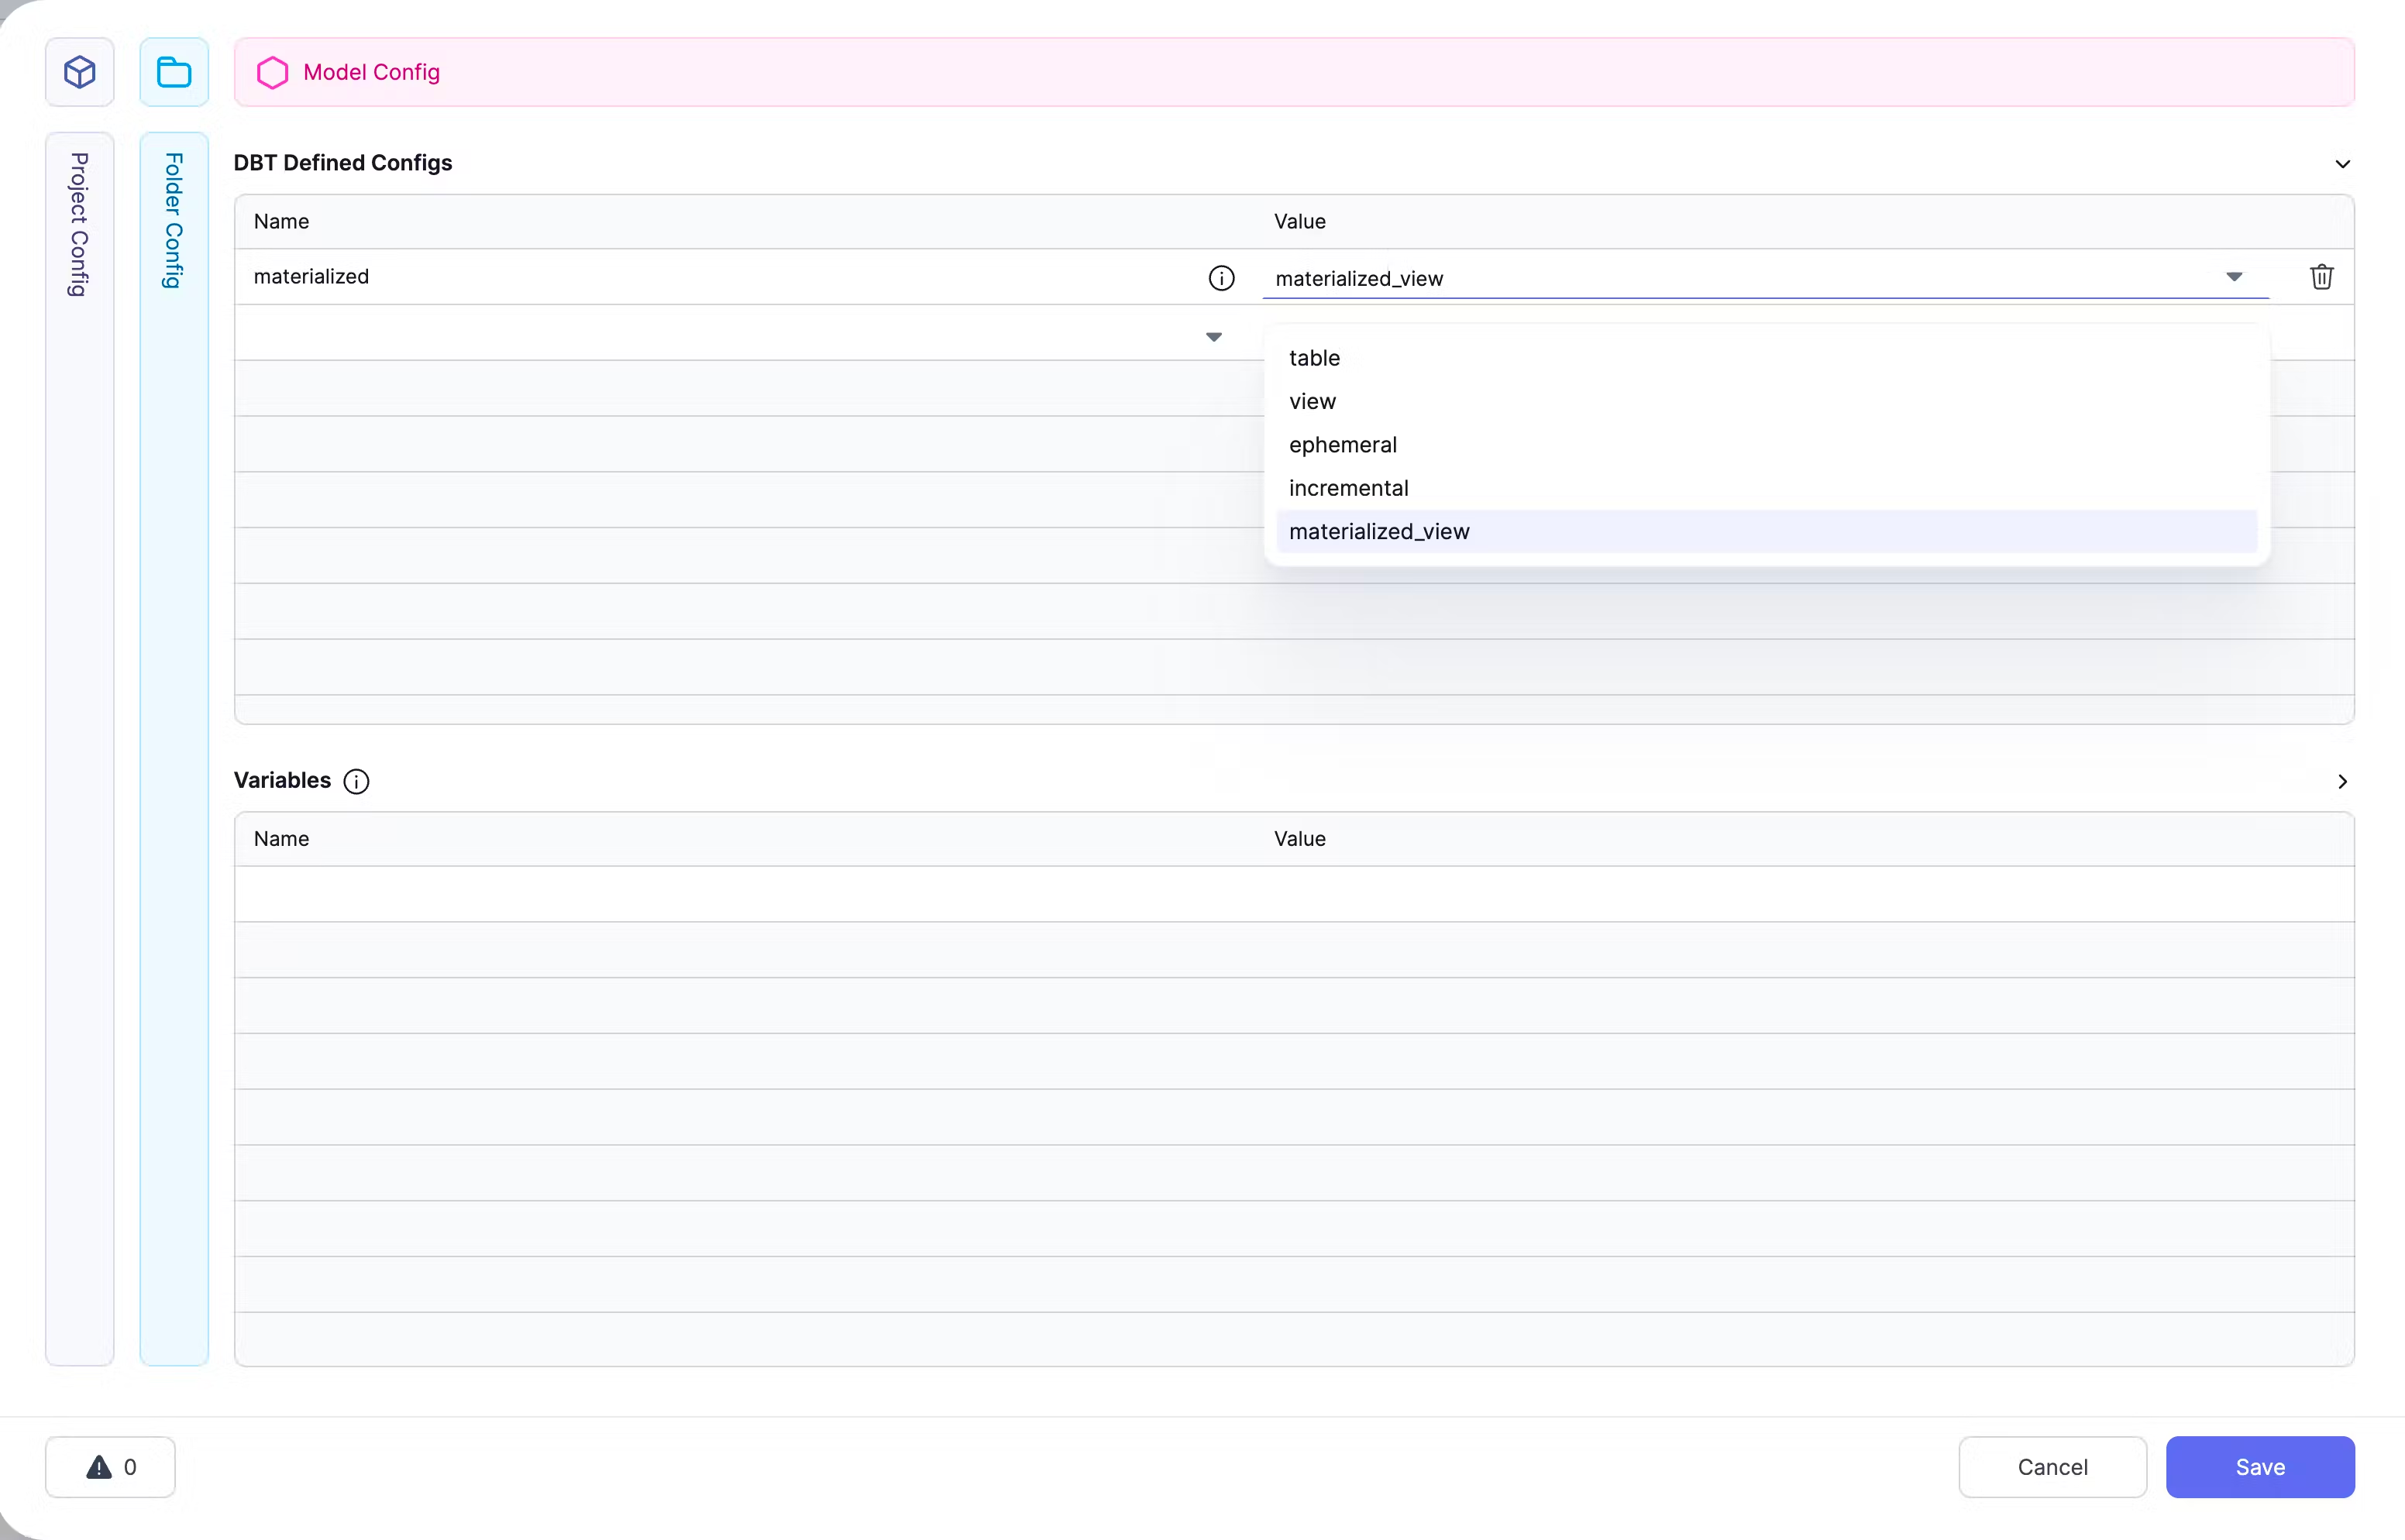 Model Config
Project Config
Folder Config
DBT Defined Configs
Name Value
materialized materialized_view
table
view
ephemeral
incremental
materialized_view
Variables
Name Value
0 Cancel Save